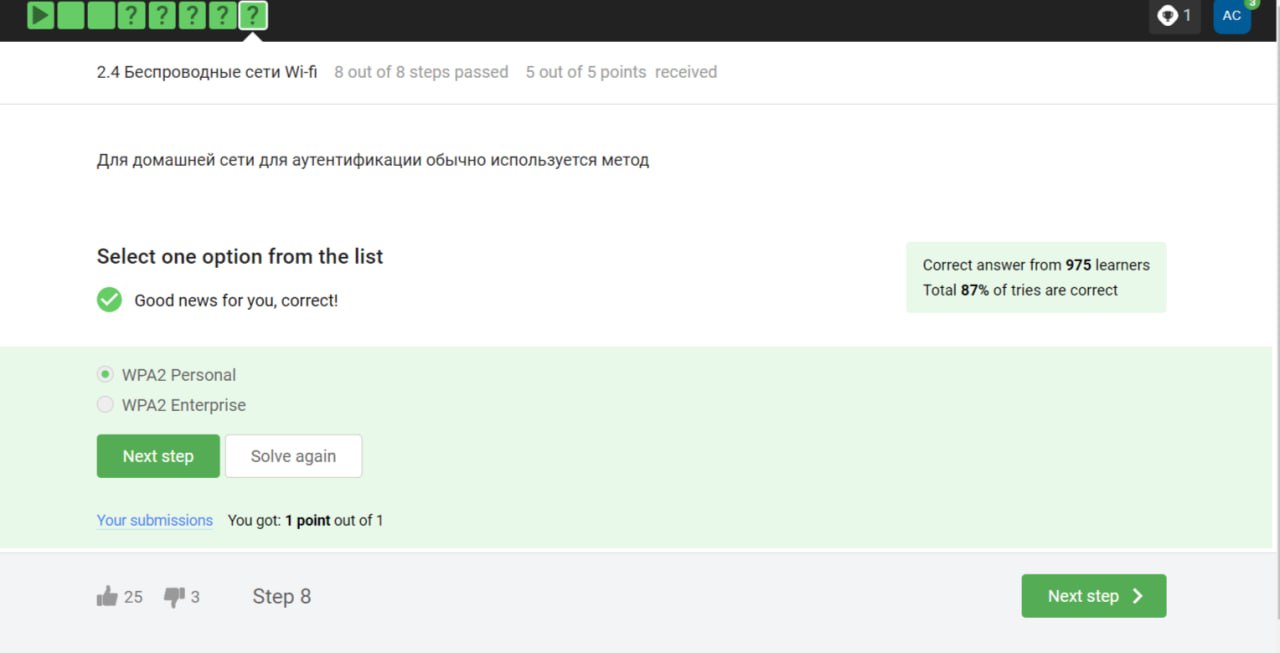 ? ? ? ? ?
1
AC
3
2.4 Беспроводные сети Wi-fi 8 out of 8 steps passed 5 out of 5 points received
Для домашней сети для аутентификации обычно используется метод
Select one option from the list
Good news for you, correct!
Correct answer from 975 learners
Total 87% of tries are correct
WPA2 Personal
WPA2 Enterprise
Next step Solve again
Your submissions You got: 1 point out of 1
25 3 Step 8 Next step